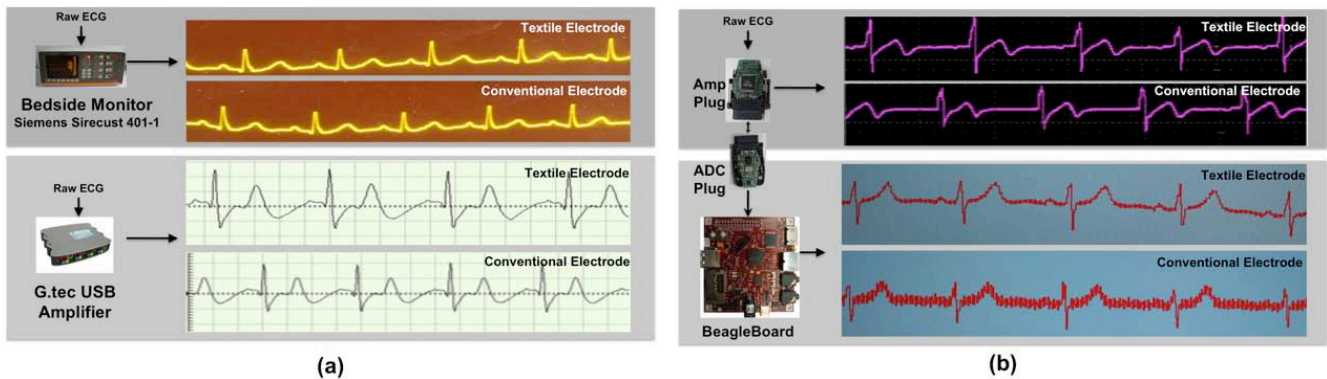 Raw ECG
Bedside Monitor
Siemens Sirecust 401-1
Textile Electrode
Conventional Electrode
Raw ECG
G.tec USB
Amplifier
Textile Electrode
Conventional Electrode
(a)
Raw ECG
Amp
Plug
Textile Electrode
Conventional Electrode
ADC
Plug
BeagleBoard
Textile Electrode
Conventional Electrode
(b)